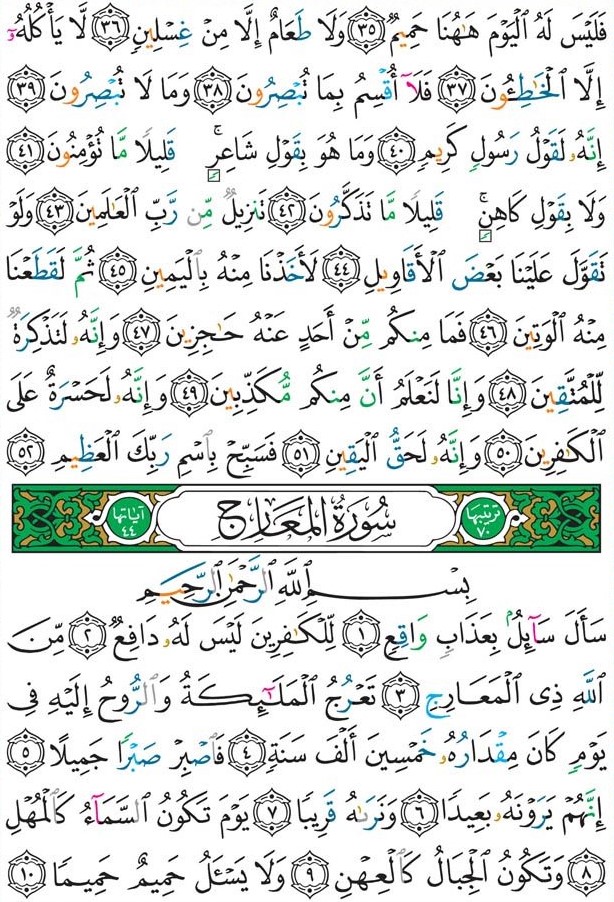 فَلَيْسَ لَهُ ٱلْيَوْمَ هَٰهُنَا حَمِيمٌ ٣٥ وَلَا طَعَامٌ إِلَّا مِنْ غِسْلِينٍ ٣٦ لَّا يَأْكُلُهُۥٓ
إِلَّا ٱلْخَٰطِـُٔونَ ٣٧ فَلَآ أُقْسِمُ بِمَا تُبْصِرُونَ ٣٨ وَمَا لَا تُبْصِرُونَ ٣٩
إِنَّهُۥ لَقَوْلُ رَسُولٍ كَرِيمٍ ٤٠ وَمَا هُوَ بِقَوْلِ شَاعِرٍ ۚ قَلِيلًا مَّا تُؤْمِنُونَ ٤١
وَلَا بِقَوْلِ كَاهِنٍ ۚ قَلِيلًا مَّا تَذَكَّرُونَ ٤٢ تَنزِيلٌ مِّن رَّبِّ ٱلْعَٰلَمِينَ ٤٣ وَلَوْ
تَقَوَّلَ عَلَيْنَا بَعْضَ ٱلْأَقَاوِيلِ ٤٤ لَأَخَذْنَا مِنْهُ بِٱلْيَمِينِ ٤٥ ثُمَّ لَقَطَعْنَا
مِنْهُ ٱلْوَتِينَ ٤٦ فَمَا مِنكُم مِّنْ أَحَدٍ عَنْهُ حَٰجِزِينَ ٤٧ وَإِنَّهُۥ لَتَذْكِرَةٌ
لِّلْمُتَّقِينَ ٤٨ وَإِنَّا لَنَعْلَمُ أَنَّ مِنكُم مُّكَذِّبِينَ ٤٩ وَإِنَّهُۥ لَحَسْرَةٌ عَلَى
ٱلْكَٰفِرِينَ ٥٠ وَإِنَّهُۥ لَحَقُّ ٱلْيَقِينِ ٥١ فَسَبِّحْ بِٱسْمِ رَبِّكَ ٱلْعَظِيمِ ٥٢
ترتيبها ٧٠ سُورَةُ المَعَارِج آياتها ٤٤
بِسْمِ ٱللَّهِ ٱلرَّحْمَٰنِ ٱلرَّحِيمِ
سَأَلَ سَآئِلٌۢ بِعَذَابٍ وَاقِعٍ ١ لِّلْكَٰفِرِينَ لَيْسَ لَهُۥ دَافِعٌ ٢ مِّنَ
ٱللَّهِ ذِى ٱلْمَعَارِجِ ٣ تَعْرُجُ ٱلْمَلَٰٓئِكَةُ وَٱلرُّوحُ إِلَيْهِ فِى
يَوْمٍ كَانَ مِقْدَارُهُۥ خَمْسِينَ أَلْفَ سَنَةٍ ٤ فَٱصْبِرْ صَبْرًا جَمِيلًا ٥
إِنَّهُمْ يَرَوْنَهُۥ بَعِيدًا ٦ وَنَرَىٰهُ قَرِيبًا ٧ يَوْمَ تَكُونُ ٱلسَّمَآءُ كَٱلْمُهْلِ
٨ وَتَكُونُ ٱلْجِبَالُ كَٱلْعِهْنِ ٩ وَلَا يَسْـَٔلُ حَمِيمٌ حَمِيمًا ١٠